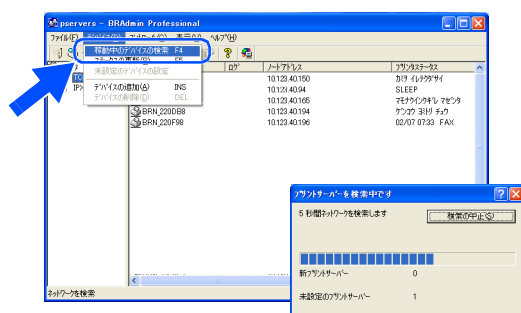 pservers - BRAdmin Professional
ファイル(F)
ヘルプ(H)
稼動中のデバイスの検索 F4
未設定のデバイスの設定
デバイスの追加(A) INS
デバイスの削除(D) DEL
ログ ノードアドレス プリンタステータス
10.123.40.150 カミヲ イレテクダサイ
10.123.40.94 SLEEP
10.123.40.165 モモナクインクギレ マゼンタ
BRN_220DB8 10.123.40.194 ゲンコウ ヨミトリ チュウ
BRN_220F98 10.123.40.196 02/07 07:33 FAX
プリントサーバーを検索中です
5 秒間ネットワークを検索します
検索の中止(S)
新プリントサーバー 0
未設定のプリントサーバー 1
ネットワークを検索